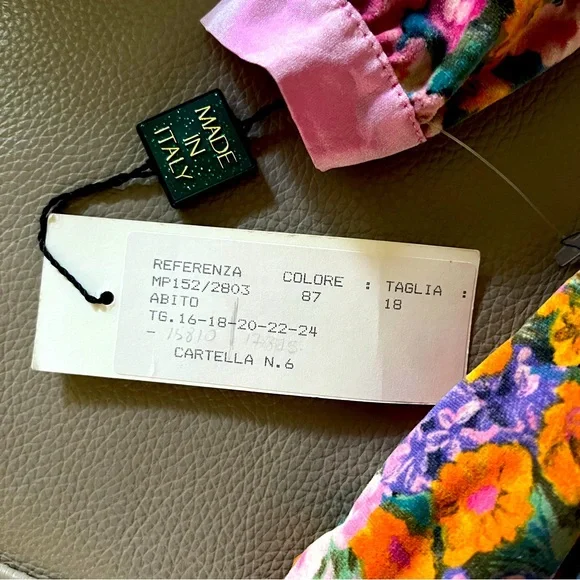 MADE
IN
ITALY
REFERENZA COLORE : TAGLIA :
MP152/2803 87 18
ABITO
TG.16-18-20-22-24
-
CARTELLA N.6